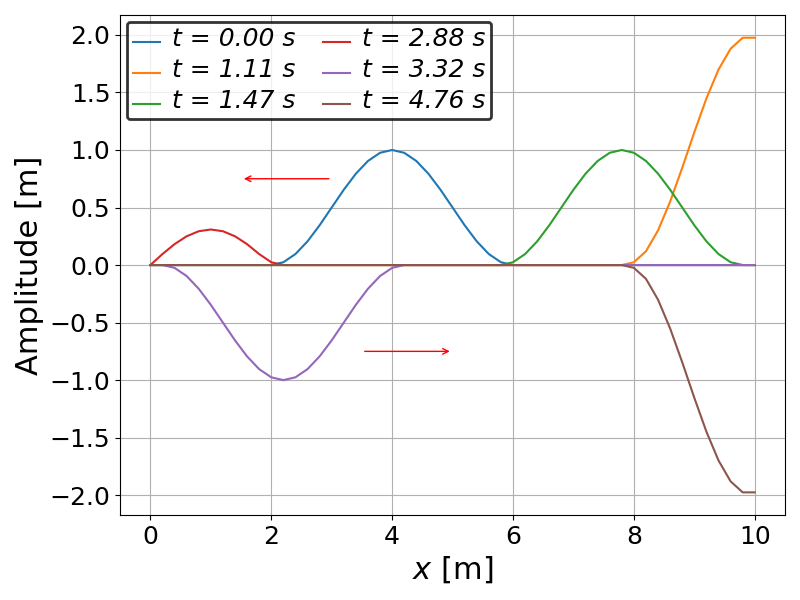 2.0
1.5
1.0
0.5
0.0
−0.5
−1.0
−1.5
−2.0
Amplitude [m]
t = 0.00 s
t = 1.11 s
t = 1.47 s
t = 2.88 s
t = 3.32 s
t = 4.76 s
0 2 4 6 8 10
x [m]